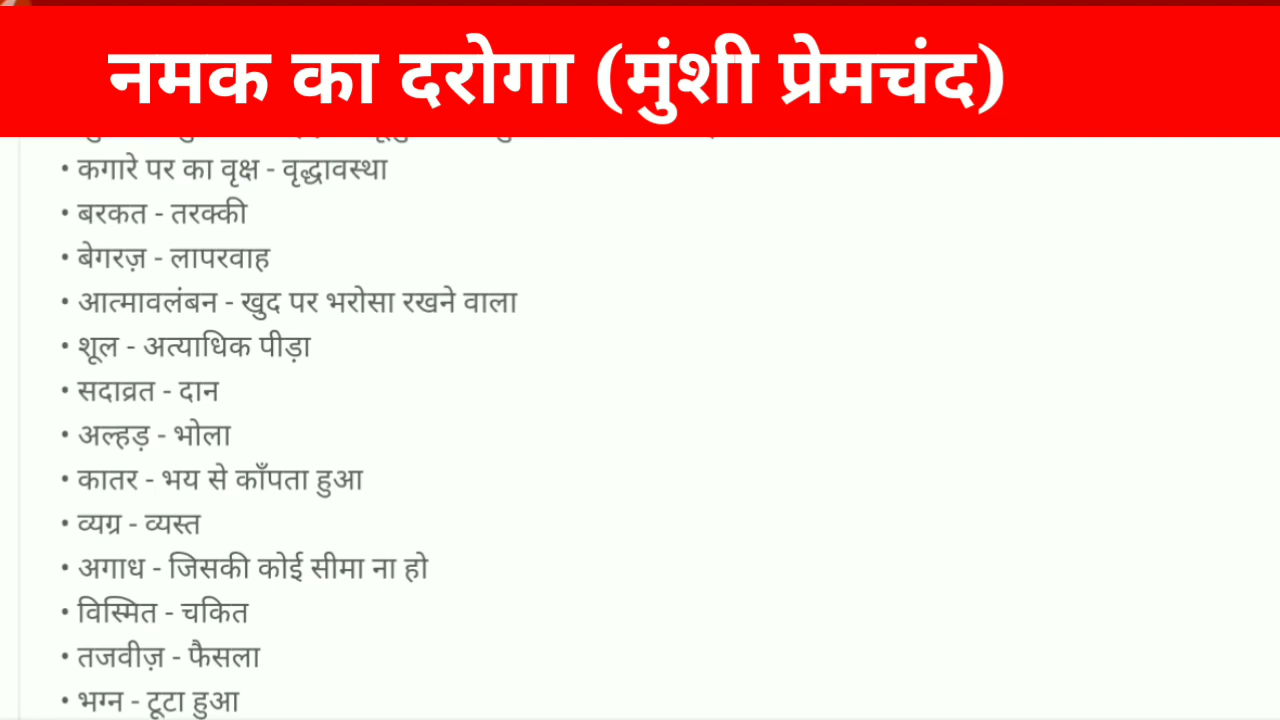 नमक का दरोगा (मुंशी प्रेमचंद)
• कगारे पर का वृक्ष - वृद्धावस्था
• बरकत - तरक्की
• बेगरज़ - लापरवाह
• आत्मावलंबन - खुद पर भरोसा रखने वाला
• शूल - अत्याधिक पीड़ा
• सदाव्रत - दान
• अल्हड़ - भोला
• कातर - भय से काँपता हुआ
• व्यग्र - व्यस्त
• अगाध - जिसकी कोई सीमा ना हो
• विस्मित - चकित
• तजवीज़ - फैसला
• भग्न - टूटा हुआ